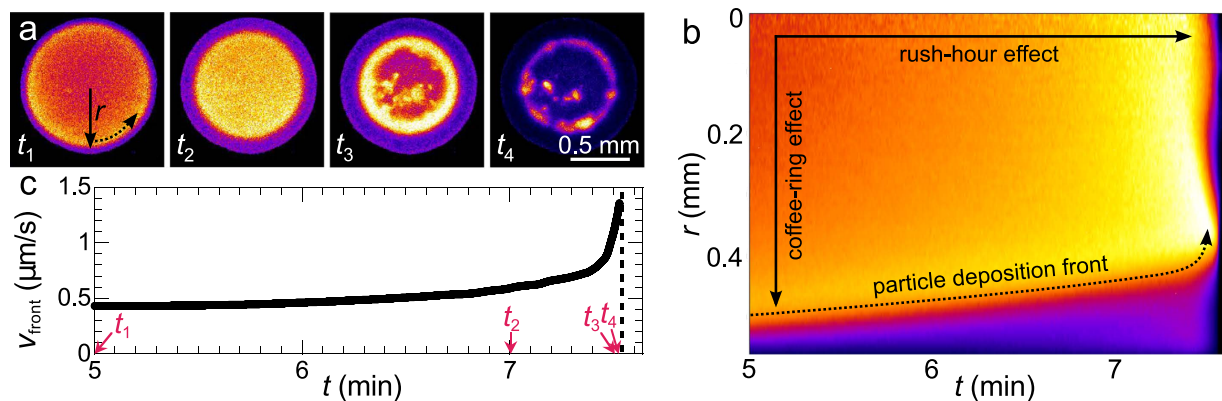 a
r
t1
t2
t3
t4
0.5 mm
c
1.5
1
0.5
0
vfront (μm/s)
t1
t2
t3 t4
5
6
7
t (min)
b
0
0.2
0.4
r (mm)
rush-hour effect
coffee-ring effect
particle deposition front
5
6
7
t (min)